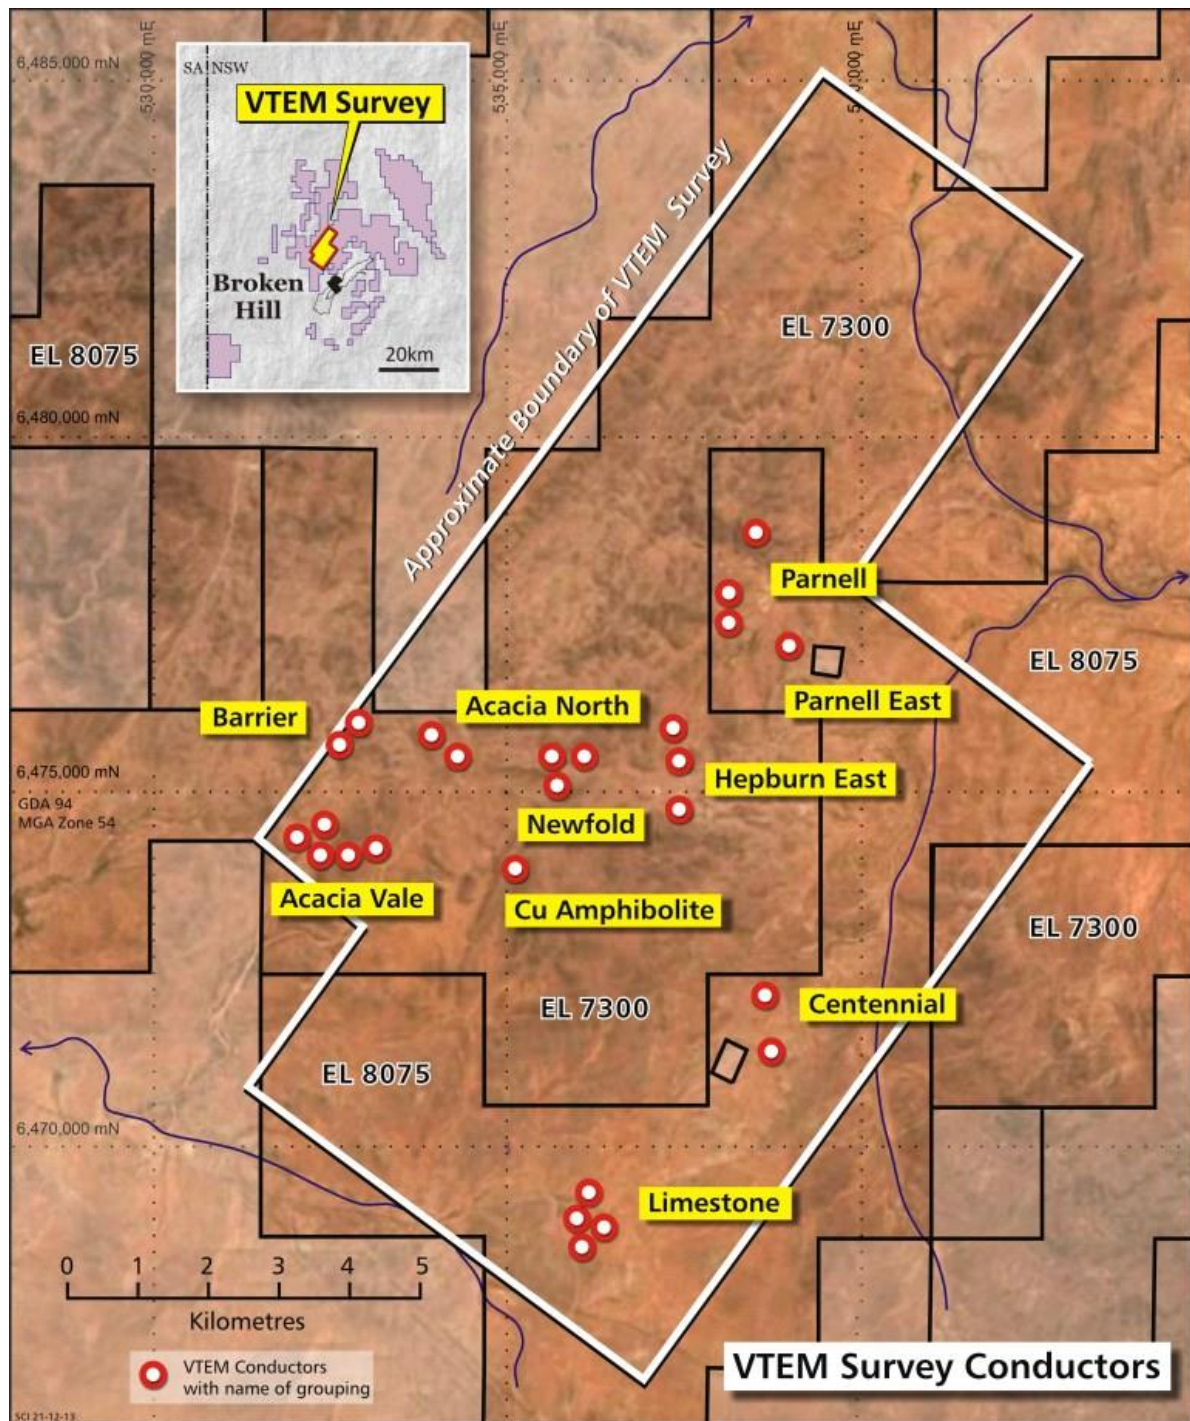 6,485,000 mN
530,000 mE
535,000 mE
540,000 mE
SA NSW
VTEM Survey
Broken
Hill
20km
Approximate Boundary of VTEM Survey
EL 7300
EL 8075
6,480,000 mN
Parnell
EL 8075
Parnell East
Barrier
Acacia North
6,475,000 mN
GDA 94
MGA Zone 54
Hepburn East
Newfold
Acacia Vale
Cu Amphibolite
EL 7300
EL 7300
Centennial
EL 8075
6,470,000 mN
Limestone
0 1 2 3 4 5
Kilometres
VTEM Conductors
with name of grouping
VTEM Survey Conductors
SCI 21-12-13